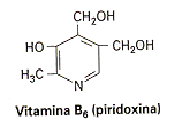 CH₂OH
HO
CH₂OH
H₃C
N
Vitamina B₆ (piridoxina)